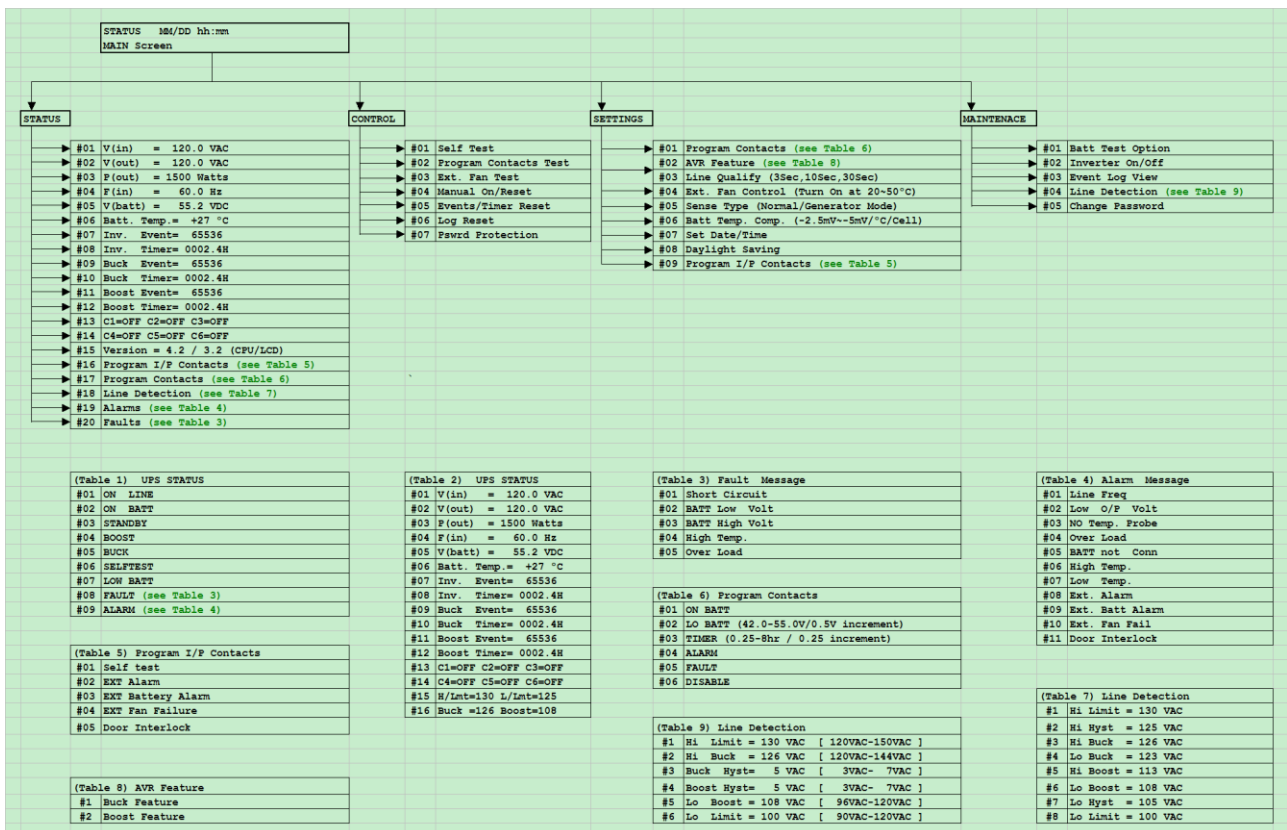 STATUS MM/DD hh:mm
MAIN Screen
STATUS
#01 V(in) = 120.0 VAC
#02 V(out) = 120.0 VAC
#03 P(out) = 1500 Watts
#04 F(in) = 60.0 Hz
#05 V(batt) = 55.2 VDC
#06 Batt. Temp.= +27 °C
#07 Inv. Event= 65536
#08 Inv. Timer= 0002.4H
#09 Buck Event= 65536
#10 Buck Timer= 0002.4H
#11 Boost Event= 65536
#12 Boost Timer= 0002.4H
#13 C1=OFF C2=OFF C3=OFF
#14 C4=OFF C5=OFF C6=OFF
#15 Version = 4.2 / 3.2 (CPU/LCD)
#16 Program I/P Contacts (see Table 5)
#17 Program Contacts (see Table 6)
#18 Line Detection (see Table 7)
#19 Alarms (see Table 4)
#20 Faults (see Table 3)
CONTROL
#01 Self Test
#02 Program Contacts Test
#03 Ext. Fan Test
#04 Manual On/Reset
#05 Events/Timer Reset
#06 Log Reset
#07 Pswrd Protection
SETTINGS
#01 Program Contacts (see Table 6)
#02 AVR Feature (see Table 8)
#03 Line Qualify (3Sec,10Sec,30Sec)
#04 Ext. Fan Control (Turn On at 20~50°C)
#05 Sense Type (Normal/Generator Mode)
#06 Batt Temp. Comp. (-2.5mV~-5mV/°C/Cell)
#07 Set Date/Time
#08 Daylight Saving
#09 Program I/P Contacts (see Table 5)
MAINTENACE
#01 Batt Test Option
#02 Inverter On/Off
#03 Event Log View
#04 Line Detection (see Table 9)
#05 Change Password
(Table 1) UPS STATUS
#01 ON LINE
#02 ON BATT
#03 STANDBY
#04 BOOST
#05 BUCK
#06 SELFTEST
#07 LOW BATT
#08 FAULT (see Table 3)
#09 ALARM (see Table 4)
(Table 2) UPS STATUS
#01 V(in) = 120.0 VAC
#02 V(out) = 120.0 VAC
#03 P(out) = 1500 Watts
#04 F(in) = 60.0 Hz
#05 V(batt) = 55.2 VDC
#06 Batt. Temp.= +27 °C
#07 Inv. Event= 65536
#08 Inv. Timer= 0002.4H
#09 Buck Event= 65536
#10 Buck Timer= 0002.4H
#11 Boost Event= 65536
#12 Boost Timer= 0002.4H
#13 C1=OFF C2=OFF C3=OFF
#14 C4=OFF C5=OFF C6=OFF
#15 H/Lmt=130 L/Lmt=125
#16 Buck =126 Boost=108
(Table 3) Fault Message
#01 Short Circuit
#02 BATT Low Volt
#03 BATT High Volt
#04 High Temp.
#05 Over Load
(Table 4) Alarm Message
#01 Line Freq
#02 Low O/P Volt
#03 NO Temp. Probe
#04 Over Load
#05 BATT not Conn
#06 High Temp.
#07 Low Temp.
#08 Ext. Alarm
#09 Ext. Batt Alarm
#10 Ext. Fan Fail
#11 Door Interlock
(Table 5) Program I/P Contacts
#01 Self test
#02 EXT Alarm
#03 EXT Battery Alarm
#04 EXT Fan Failure
#05 Door Interlock
(Table 6) Program Contacts
#01 ON BATT
#02 LO BATT (42.0-55.0V/0.5V increment)
#03 TIMER (0.25-8hr / 0.25 increment)
#04 ALARM
#05 FAULT
#06 DISABLE
(Table 7) Line Detection
#1 Hi Limit = 130 VAC
#2 Hi Hyst = 125 VAC
#3 Hi Buck = 126 VAC
#4 Lo Buck = 123 VAC
#5 Hi Boost = 113 VAC
#6 Lo Boost = 108 VAC
#7 Lo Hyst = 105 VAC
#8 Lo Limit = 100 VAC
(Table 8) AVR Feature
#1 Buck Feature
#2 Boost Feature
(Table 9) Line Detection
#1 Hi Limit = 130 VAC [ 120VAC-150VAC ]
#2 Hi Buck = 126 VAC [ 120VAC-144VAC ]
#3 Buck Hyst= 5 VAC [ 3VAC- 7VAC ]
#4 Boost Hyst= 5 VAC [ 3VAC- 7VAC ]
#5 Lo Boost = 108 VAC [ 96VAC-120VAC ]
#6 Lo Limit = 100 VAC [ 90VAC-120VAC ]